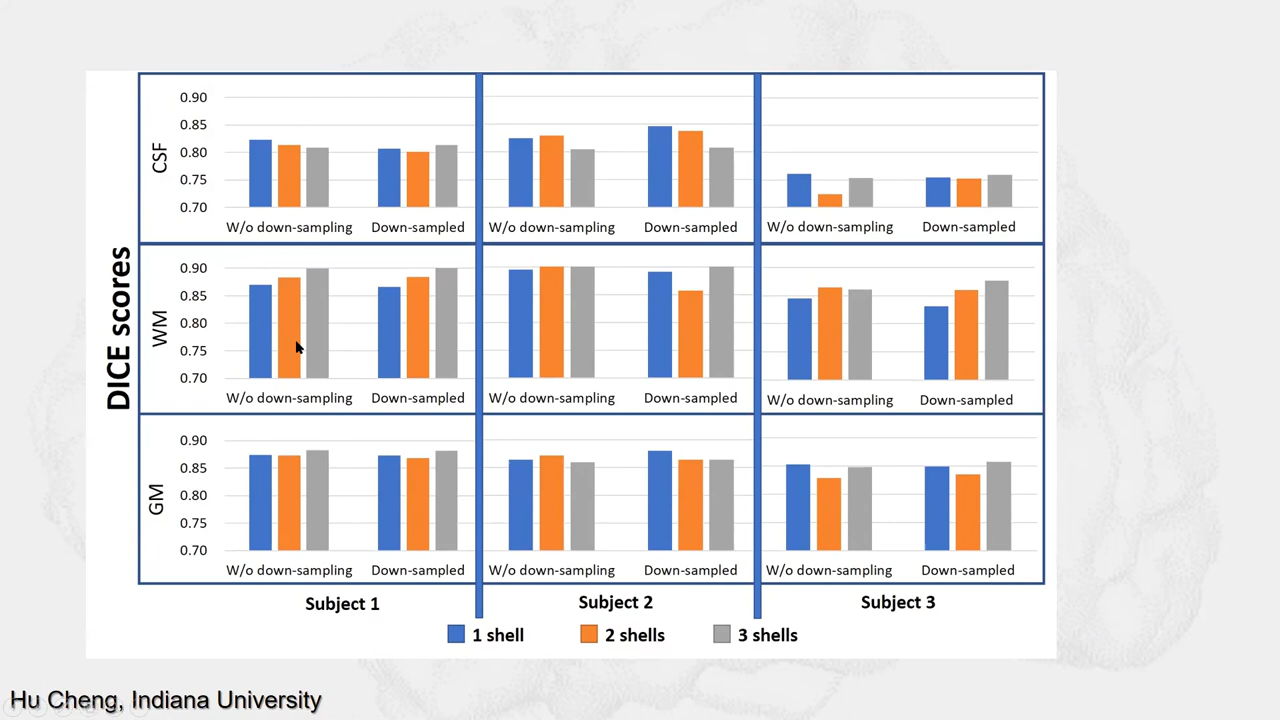 DICE scores
CSF
0.90
0.85
0.80
0.75
0.70
W/o down-sampling Down-sampled W/o down-sampling Down-sampled W/o down-sampling Down-sampled
WM
0.90
0.85
0.80
0.75
0.70
W/o down-sampling Down-sampled W/o down-sampling Down-sampled W/o down-sampling Down-sampled
GM
0.90
0.85
0.80
0.75
0.70
W/o down-sampling Down-sampled W/o down-sampling Down-sampled W/o down-sampling Down-sampled
Subject 1 Subject 2 Subject 3
1 shell 2 shells 3 shells
Hu Cheng, Indiana University